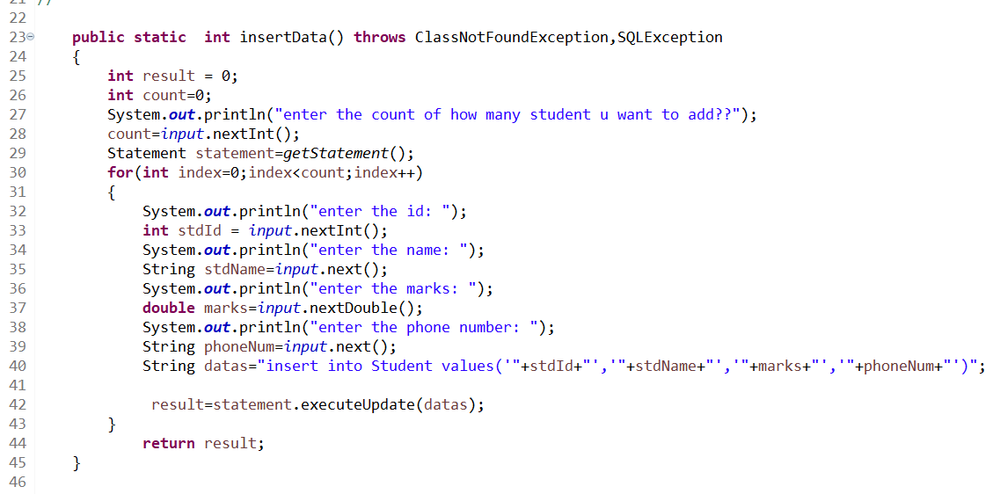 21 //
22
23 public static  int insertData() throws ClassNotFoundException,SQLException
24 {
25 int result = 0;
26 int count=0;
27 System.out.println("enter the count of how many student u want to add??");
28 count=input.nextInt();
29 Statement statement=getStatement();
30 for(int index=0;index<count;index++)
31 {
32 System.out.println("enter the id: ");
33 int stdId = input.nextInt();
34 System.out.println("enter the name: ");
35 String stdName=input.next();
36 System.out.println("enter the marks: ");
37 double marks=input.nextDouble();
38 System.out.println("enter the phone number: ");
39 String phoneNum=input.next();
40 String datas="insert into Student values('"+stdId+"','"+stdName+"','"+marks+"','"+phoneNum+"')";
41
42 result=statement.executeUpdate(datas);
43 }
44 return result;
45 }
46